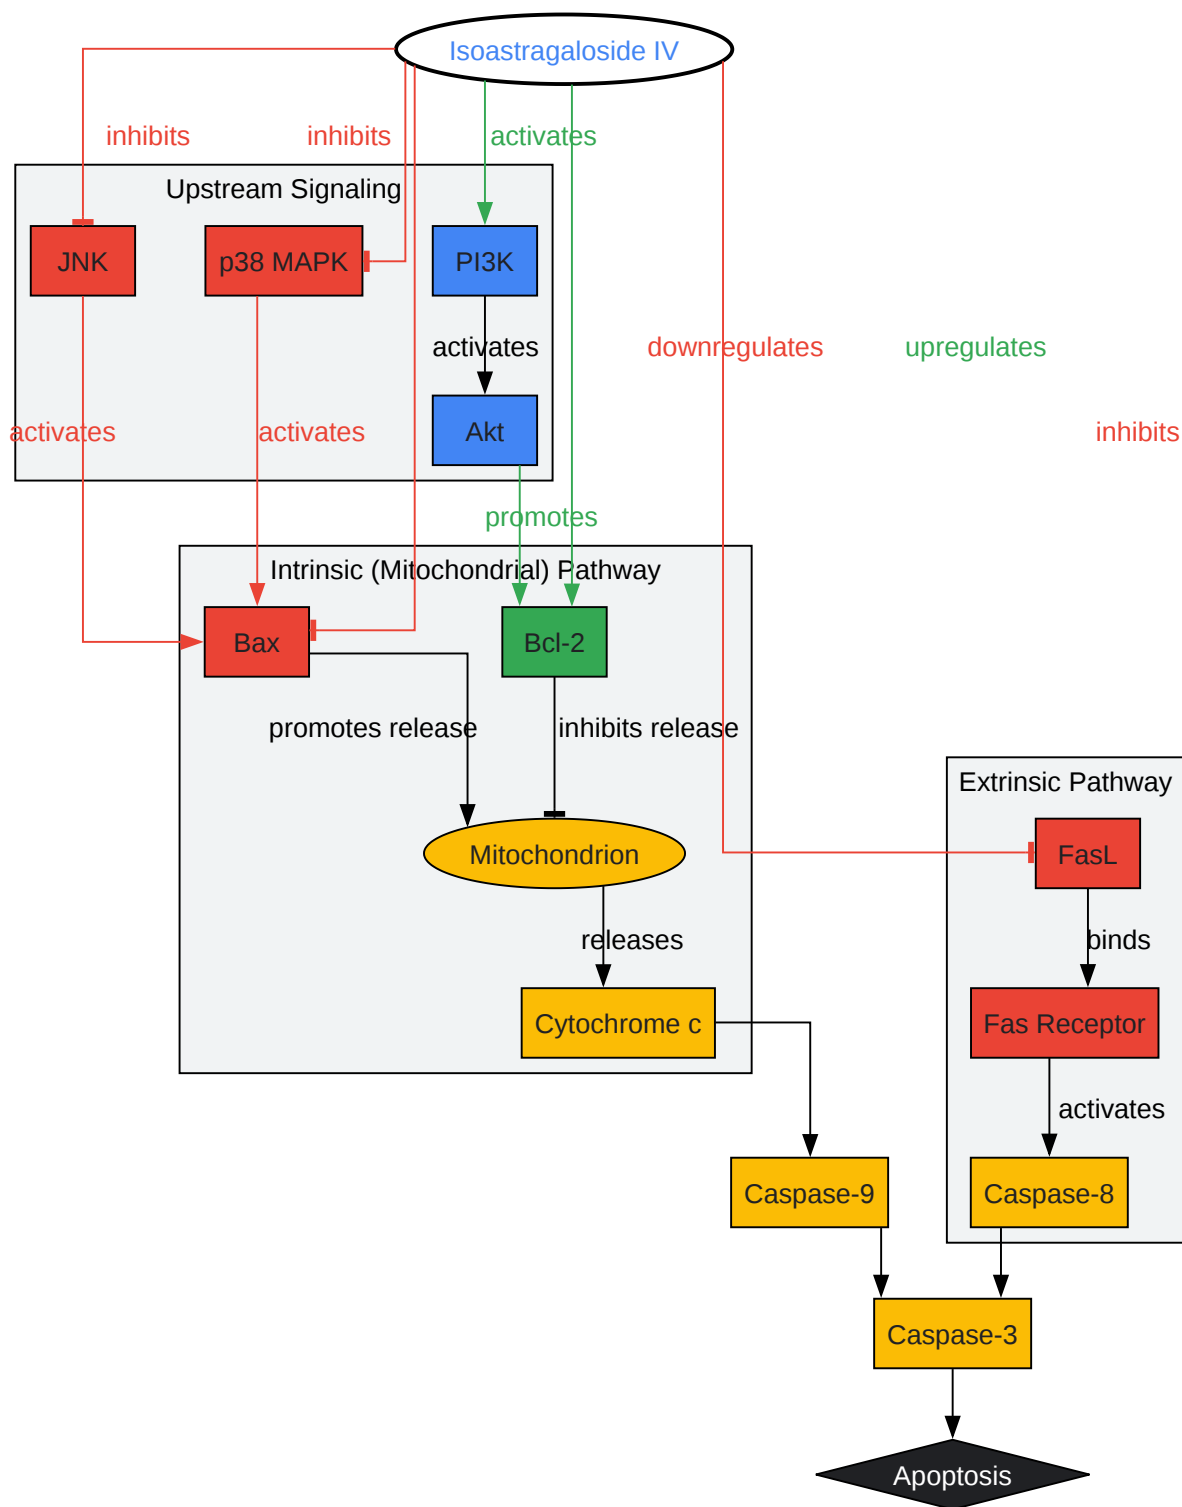 Isoastragaloside IV
inhibits
inhibits
activates
Upstream Signaling
JNK
p38 MAPK
PI3K
activates
downregulates
upregulates
activates
activates
Akt
inhibits
promotes
Intrinsic (Mitochondrial) Pathway
Bax
Bcl-2
promotes release
inhibits release
Extrinsic Pathway
Mitochondrion
FasL
releases
binds
Cytochrome c
Fas Receptor
activates
Caspase-9
Caspase-8
Caspase-3
Apoptosis